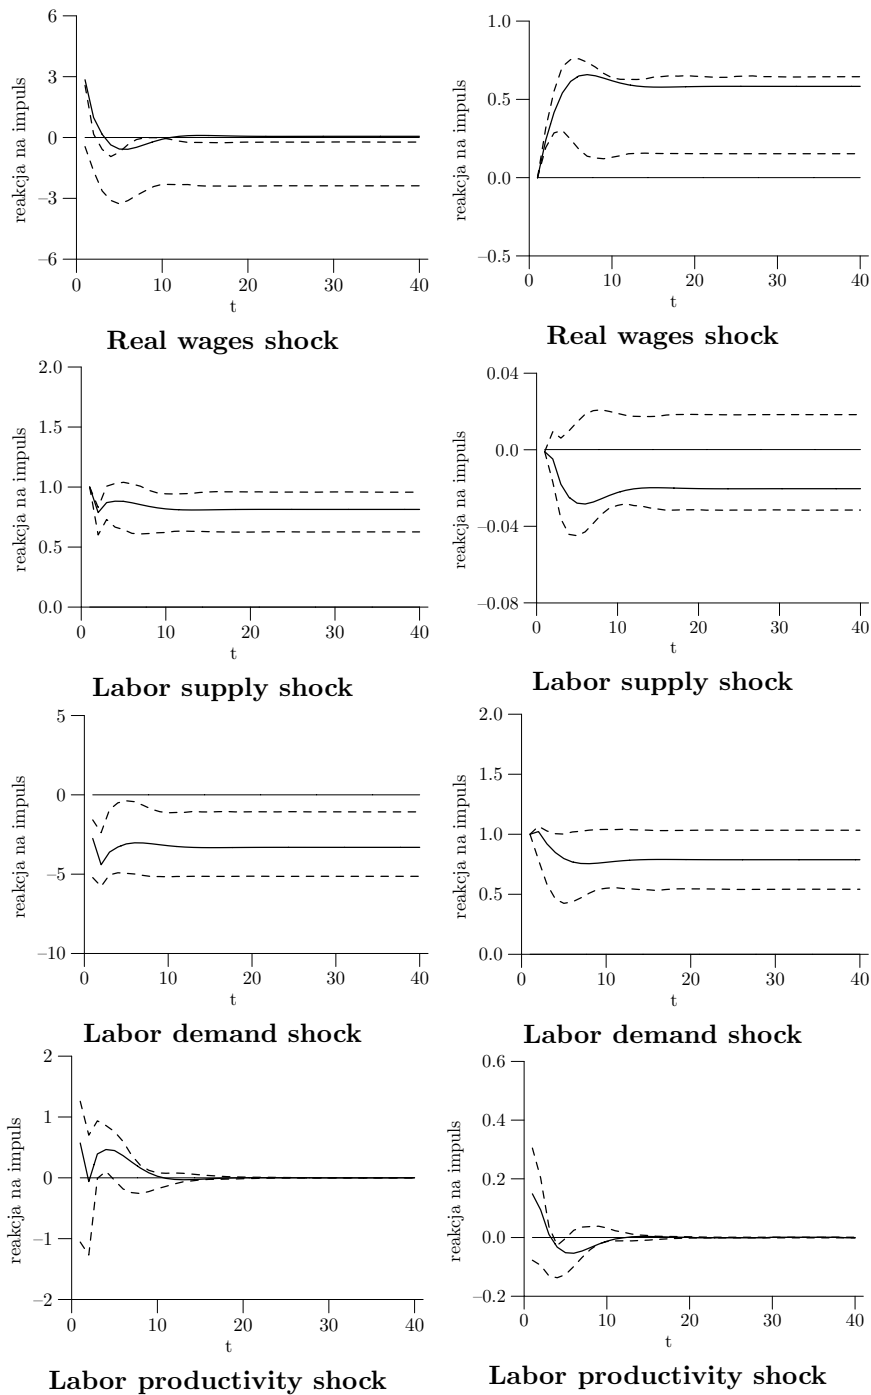 6
3
0
−3
−6
reakcja na impuls
0 10 20 30 40
t
Real wages shock
1.0
0.5
0.0
−0.5
reakcja na impuls
0 10 20 30 40
t
Real wages shock
2.0
1.5
1.0
0.5
0.0
reakcja na impuls
0 10 20 30 40
t
Labor supply shock
0.04
0.0
−0.04
−0.08
reakcja na impuls
0 10 20 30 40
t
Labor supply shock
5
0
−5
−10
reakcja na impuls
0 10 20 30 40
t
Labor demand shock
2.0
1.5
1.0
0.5
0.0
reakcja na impuls
0 10 20 30 40
t
Labor demand shock
2
1
0
−1
−2
reakcja na impuls
0 10 20 30 40
t
Labor productivity shock
0.6
0.4
0.2
0.0
−0.2
reakcja na impuls
0 10 20 30 40
t
Labor productivity shock